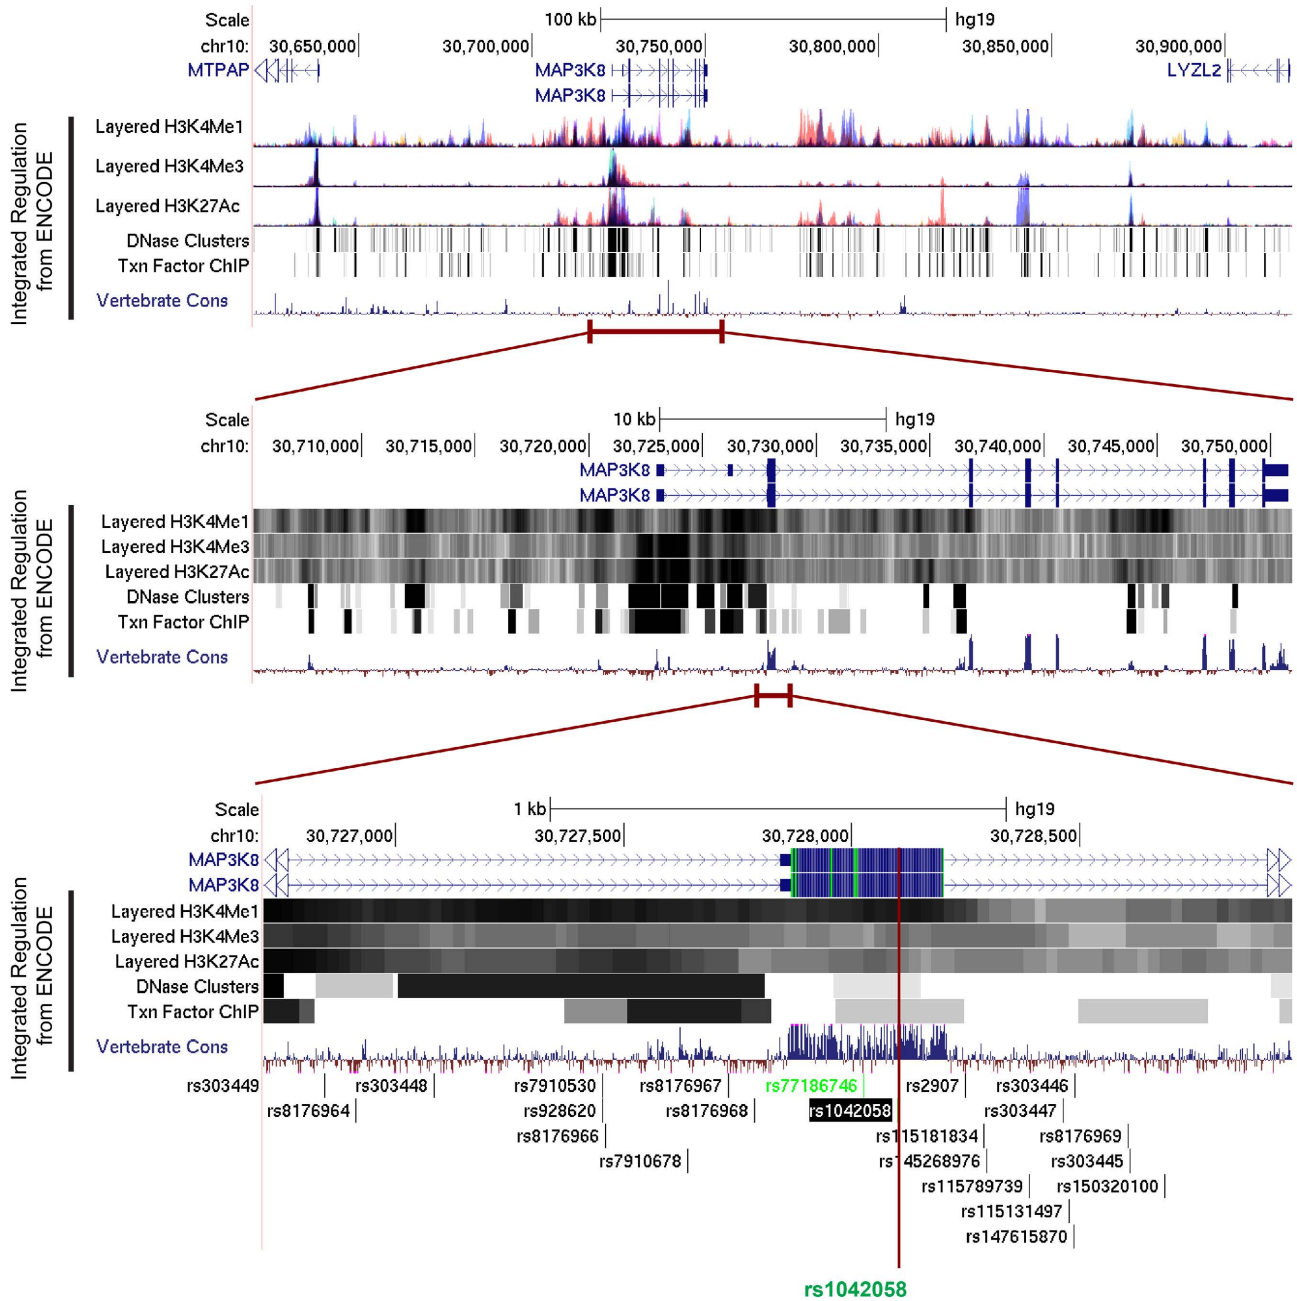 Scale 100 kb hg19
chr10: 30,650,000 30,700,000 30,750,000 30,800,000 30,850,000 30,900,000
MTPAP MAP3K8 LYZL2
MAP3K8
Integrated Regulation
from ENCODE
Layered H3K4Me1
Layered H3K4Me3
Layered H3K27Ac
DNase Clusters
Txn Factor ChIP
Vertebrate Cons
Scale 10 kb hg19
chr10: 30,710,000 30,715,000 30,720,000 30,725,000 30,730,000 30,735,000 30,740,000 30,745,000 30,750,000
MAP3K8
MAP3K8
Integrated Regulation
from ENCODE
Layered H3K4Me1
Layered H3K4Me3
Layered H3K27Ac
DNase Clusters
Txn Factor ChIP
Vertebrate Cons
Scale 1 kb hg19
chr10: 30,727,000 30,727,500 30,728,000 30,728,500
MAP3K8
MAP3K8
Integrated Regulation
from ENCODE
Layered H3K4Me1
Layered H3K4Me3
Layered H3K27Ac
DNase Clusters
Txn Factor ChIP
Vertebrate Cons
rs303449 rs303448 rs7910530 rs8176967 rs77186746 rs2907 rs303446
rs8176964 rs928620 rs8176968 rs1042058 rs303447
rs8176966 rs115181834 rs8176969
rs7910678 rs145268976 rs303445
rs115789739 rs150320100
rs115131497
rs147615870
rs1042058